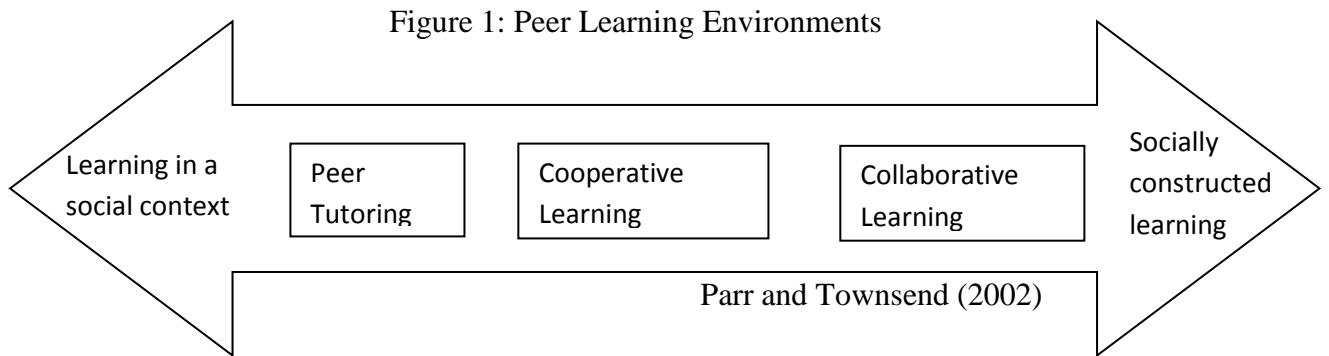 Figure 1: Peer Learning Environments
Learning in a
social context
Peer
Tutoring
Cooperative
Learning
Collaborative
Learning
Socially
constructed
learning
Parr and Townsend (2002)